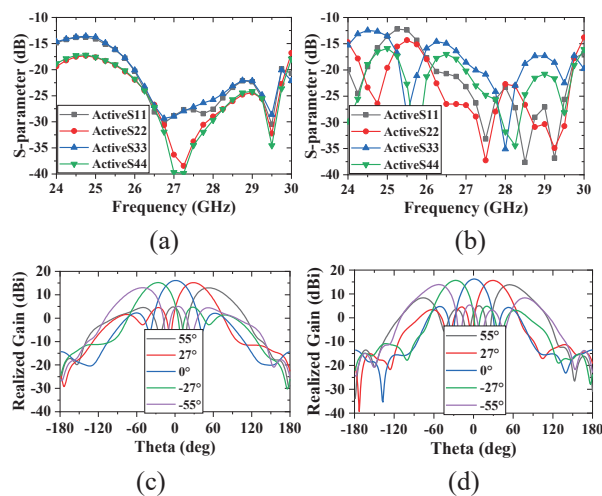 S-parameter (dB)
-10
-15
-20
-25
-30
-35
-40
ActiveS11
ActiveS22
ActiveS33
ActiveS44
24 25 26 27 28 29 30
Frequency (GHz)
(a)
S-parameter (dB)
-10
-15
-20
-25
-30
-35
-40
ActiveS11
ActiveS22
ActiveS33
ActiveS44
24 25 26 27 28 29 30
Frequency (GHz)
(b)
Realized Gain (dBi)
20
10
0
-10
-20
-30
-40
55°
27°
0°
-27°
-55°
-180 -120 -60 0 60 120 180
Theta (deg)
(c)
Realized Gain (dBi)
20
10
0
-10
-20
-30
-40
55°
27°
0°
-27°
-55°
-180 -120 -60 0 60 120 180
Theta (deg)
(d)